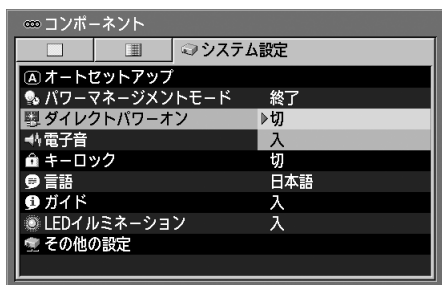 コンポーネント
システム設定
A オートセットアップ
パワーマネージメントモード 終了
ダイレクトパワーオン 切
電子音 入
キーロック 切
言語 日本語
ガイド 入
LEDイルミネーション 入
その他の設定